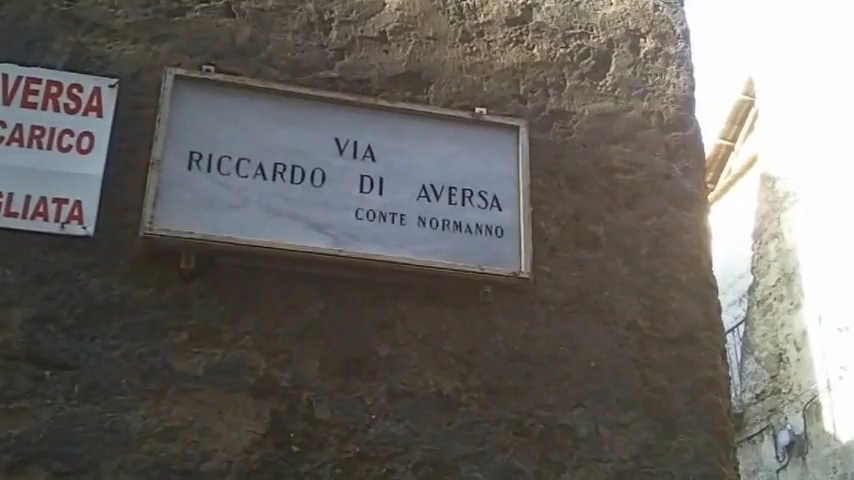 VERSA
CARICO
GLIATA
VIA
RICCARDO DI AVERSA
CONTE NORMANNO